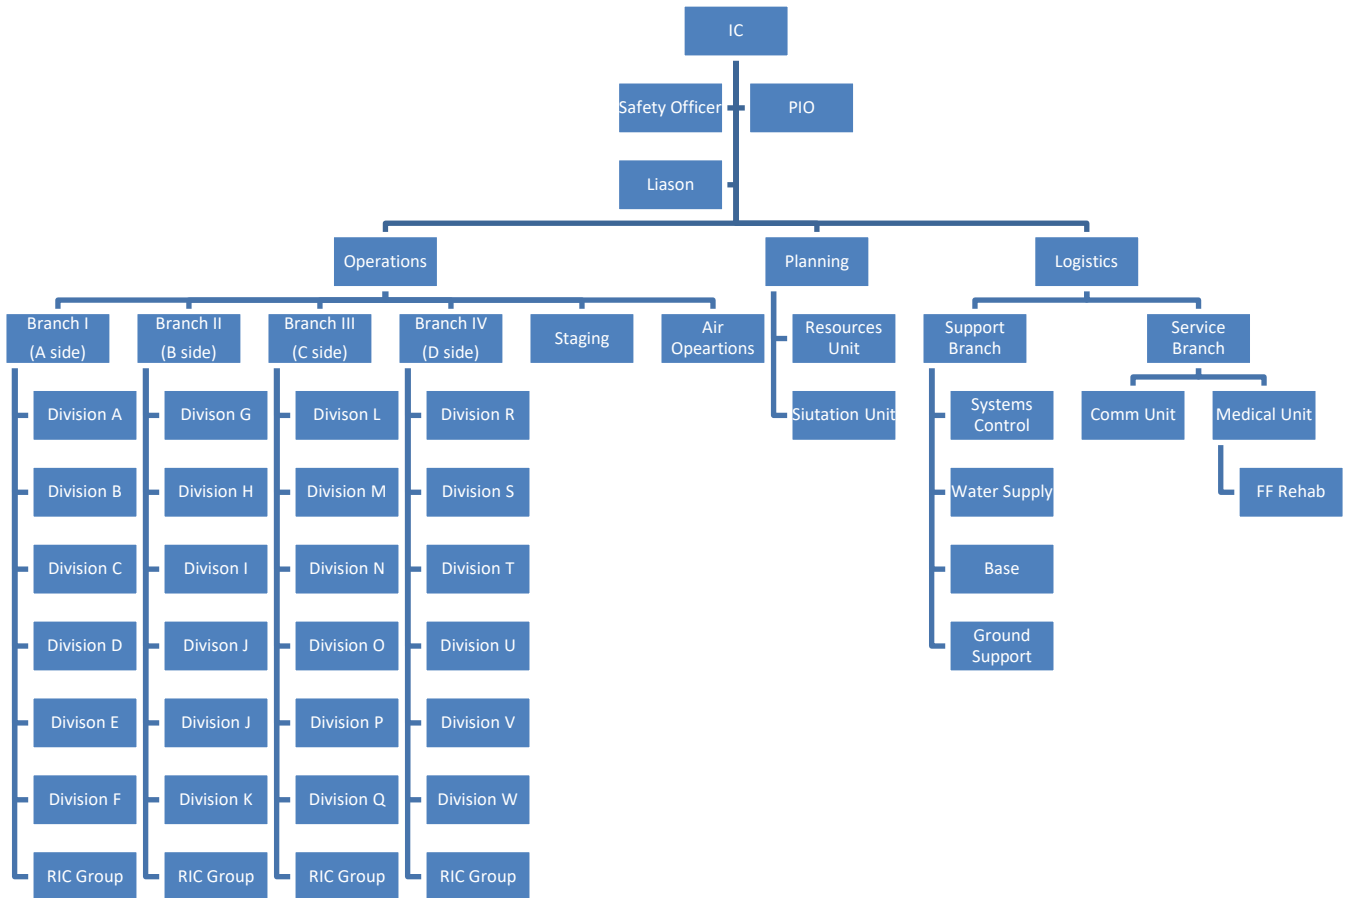 IC
Safety Officer
PIO
Liason
Operations
Planning
Logistics
Branch I
(A side)
Branch II
(B side)
Branch III
(C side)
Branch IV
(D side)
Staging
Air
Opeartions
Resources
Unit
Support
Branch
Service
Branch
Division A
Divison G
Divison L
Division R
Siutation Unit
Systems
Control
Comm Unit
Medical Unit
Division B
Division H
Division M
Division S
Water Supply
FF Rehab
Division C
Divison I
Division N
Division T
Base
Division D
Divison J
Division O
Division U
Ground
Support
Divison E
Division J
Division P
Division V
Division F
Division K
Division Q
Division W
RIC Group
RIC Group
RIC Group
RIC Group